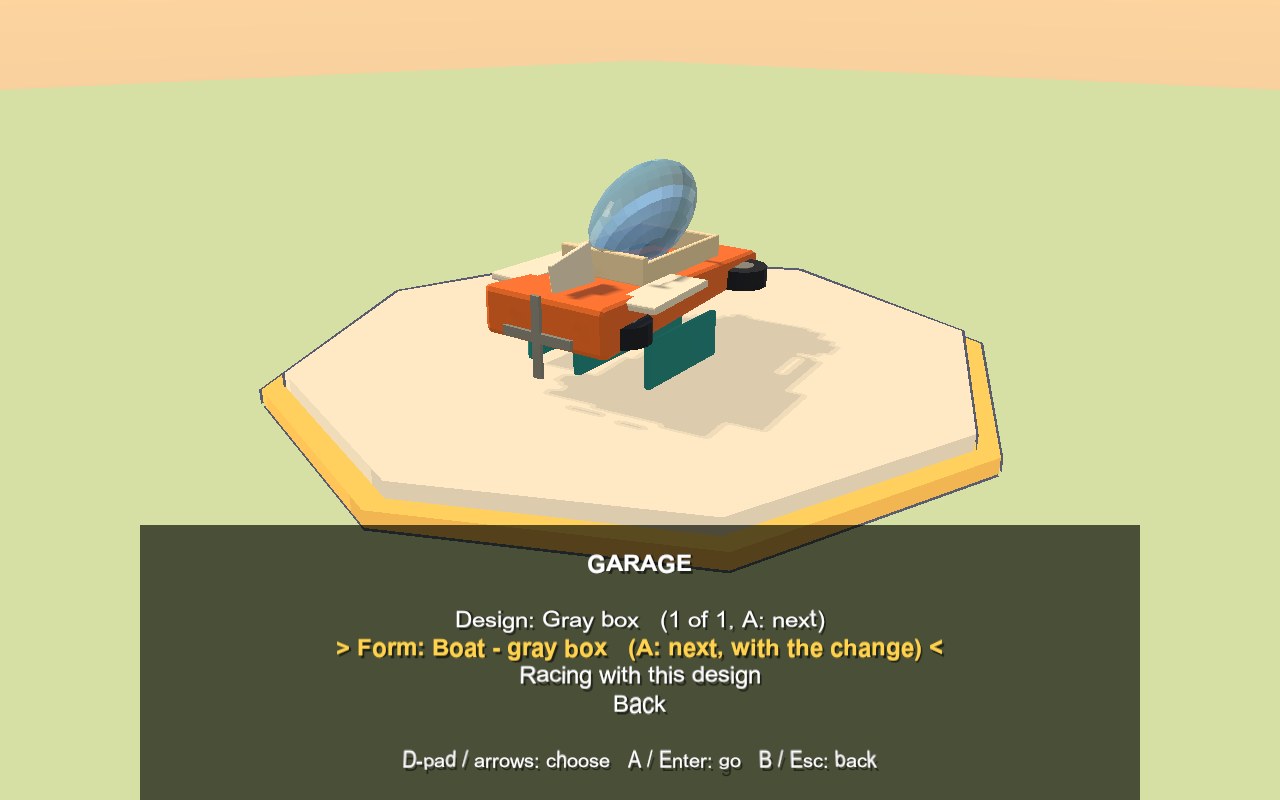 GARAGE
Design: Gray box (1 of 1, A: next)
> Form: Boat - gray box (A: next, with the change) <
Racing with this design
Back
D-pad / arrows: choose A / Enter: go B / Esc: back